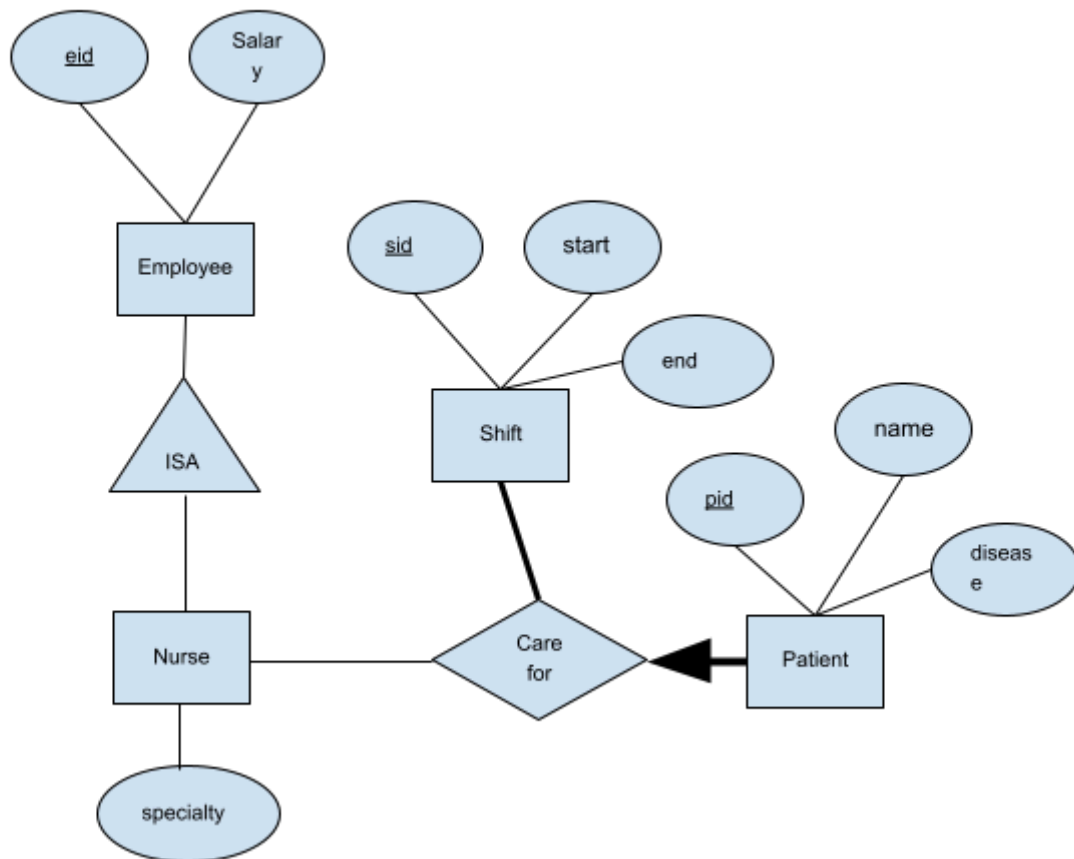 eid
Salar
y
Employee
sid
start
end
Shift
name
ISA
pid
diseas
e
Care
for
Nurse
Patient
specialty